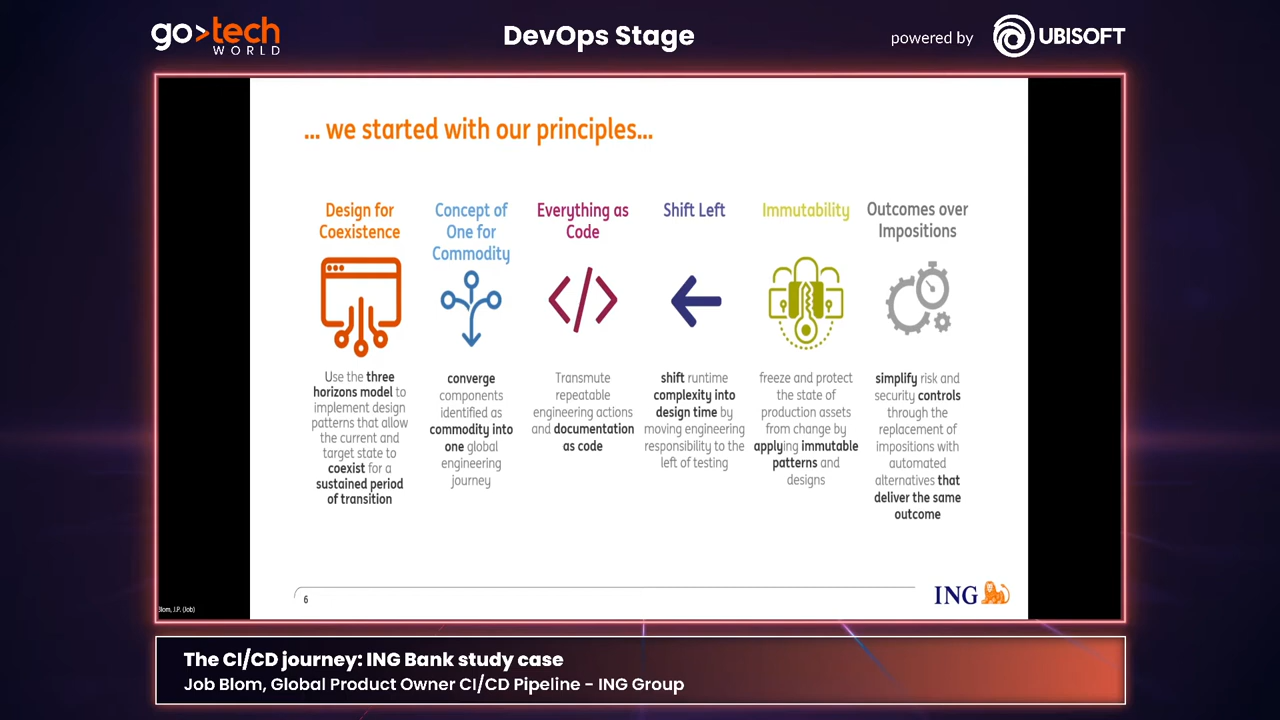 go>tech
WORLD
DevOps Stage
powered by
UBISOFT
... we started with our principles...
Design for
Coexistence
Use the three
horizons model to
implement design
patterns that allow
the current and
target state to
coexist for a
sustained period
of transition
Concept of
One for
Commodity
converge
components
identified as
commodity into
one global
engineering
journey
Everything as
Code
Transmute
repeatable
engineering actions
and documentation
as code
Shift Left
shift runtime
complexity into
design time by
moving engineering
responsibility to the
left of testing
Immutability
freeze and protect
the state of
production assets
from change by
applying immutable
patterns and
designs
Outcomes over
Impositions
simplify risk and
security controls
through the
replacement of
impositions with
automated
alternatives that
deliver the same
outcome
6
ING
Blom, J.P. (Job)
The CI/CD journey: ING Bank study case
Job Blom, Global Product Owner CI/CD Pipeline - ING Group